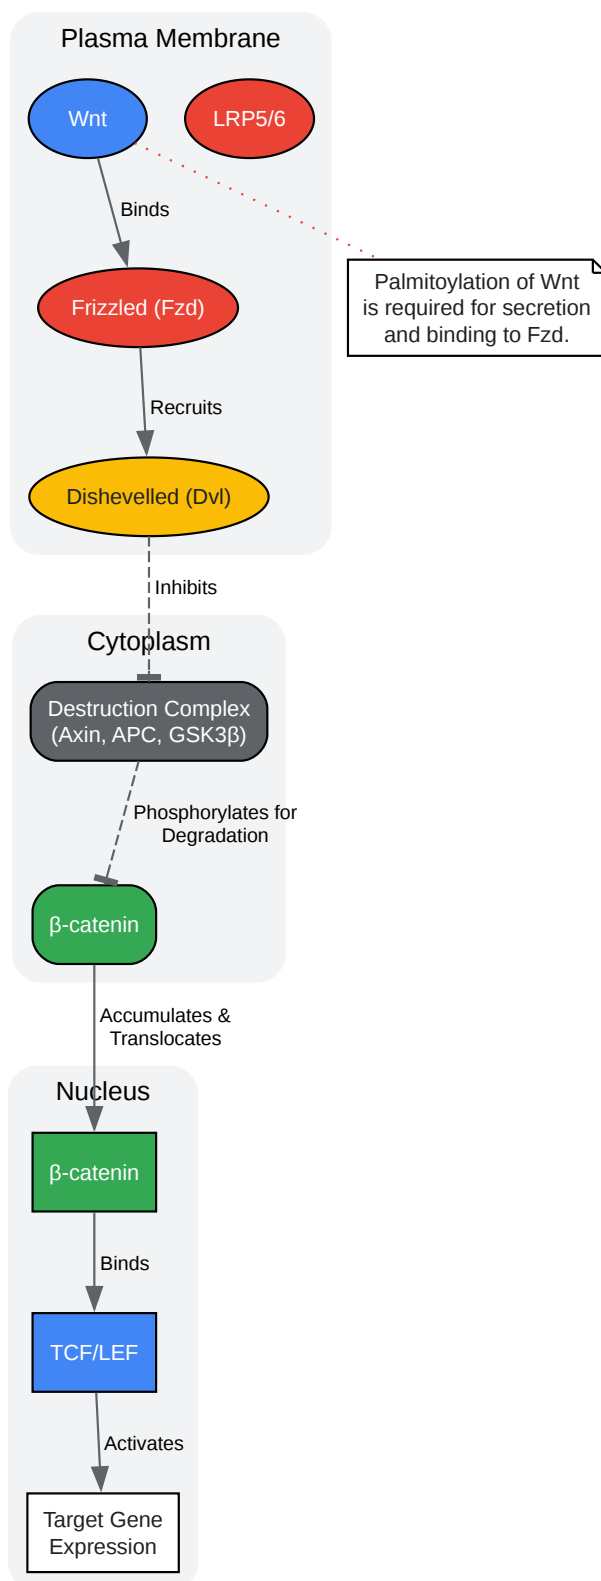 Plasma Membrane
Wnt
LRP5/6
Binds
Palmitoylation of Wnt
is required for secretion
and binding to Fzd.
Frizzled (Fzd)
Recruits
Dishevelled (Dvl)
Inhibits
Cytoplasm
Destruction Complex
(Axin, APC, GSK3β)
Phosphorylates for
Degradation
β-catenin
Accumulates &
Translocates
Nucleus
β-catenin
Binds
TCF/LEF
Activates
Target Gene
Expression